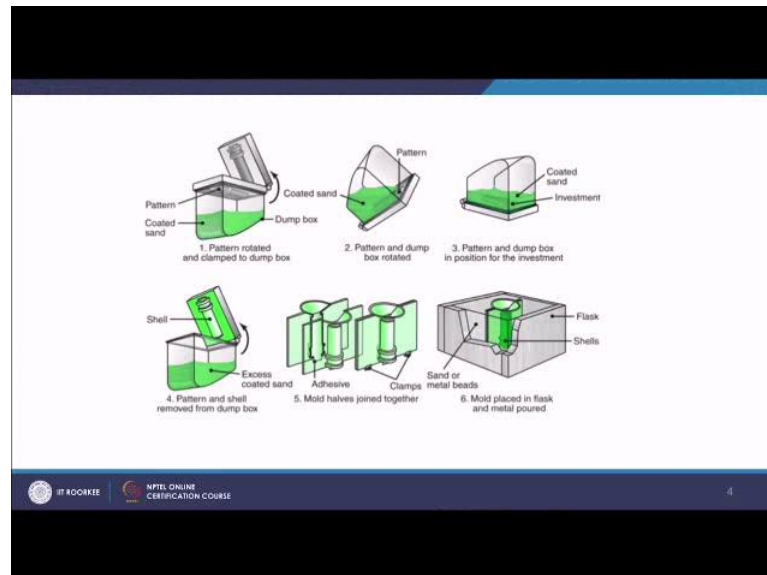 Pattern
Coated sand
Pattern
Coated
sand
Dump box
1. Pattern rotated
and clamped to dump box
Pattern
Coated sand
2. Pattern and dump
box rotated
Coated
sand
Investment
3. Pattern and dump box
in position for the investment
Shell
Excess
coated sand
4. Pattern and shell
removed from dump box
Adhesive
Clamps
5. Mold halves joined together
Flask
Shells
Sand or
metal beads
6. Mold placed in flask
and metal poured
IIT ROORKEE
NPTEL ONLINE
CERTIFICATION COURSE
4